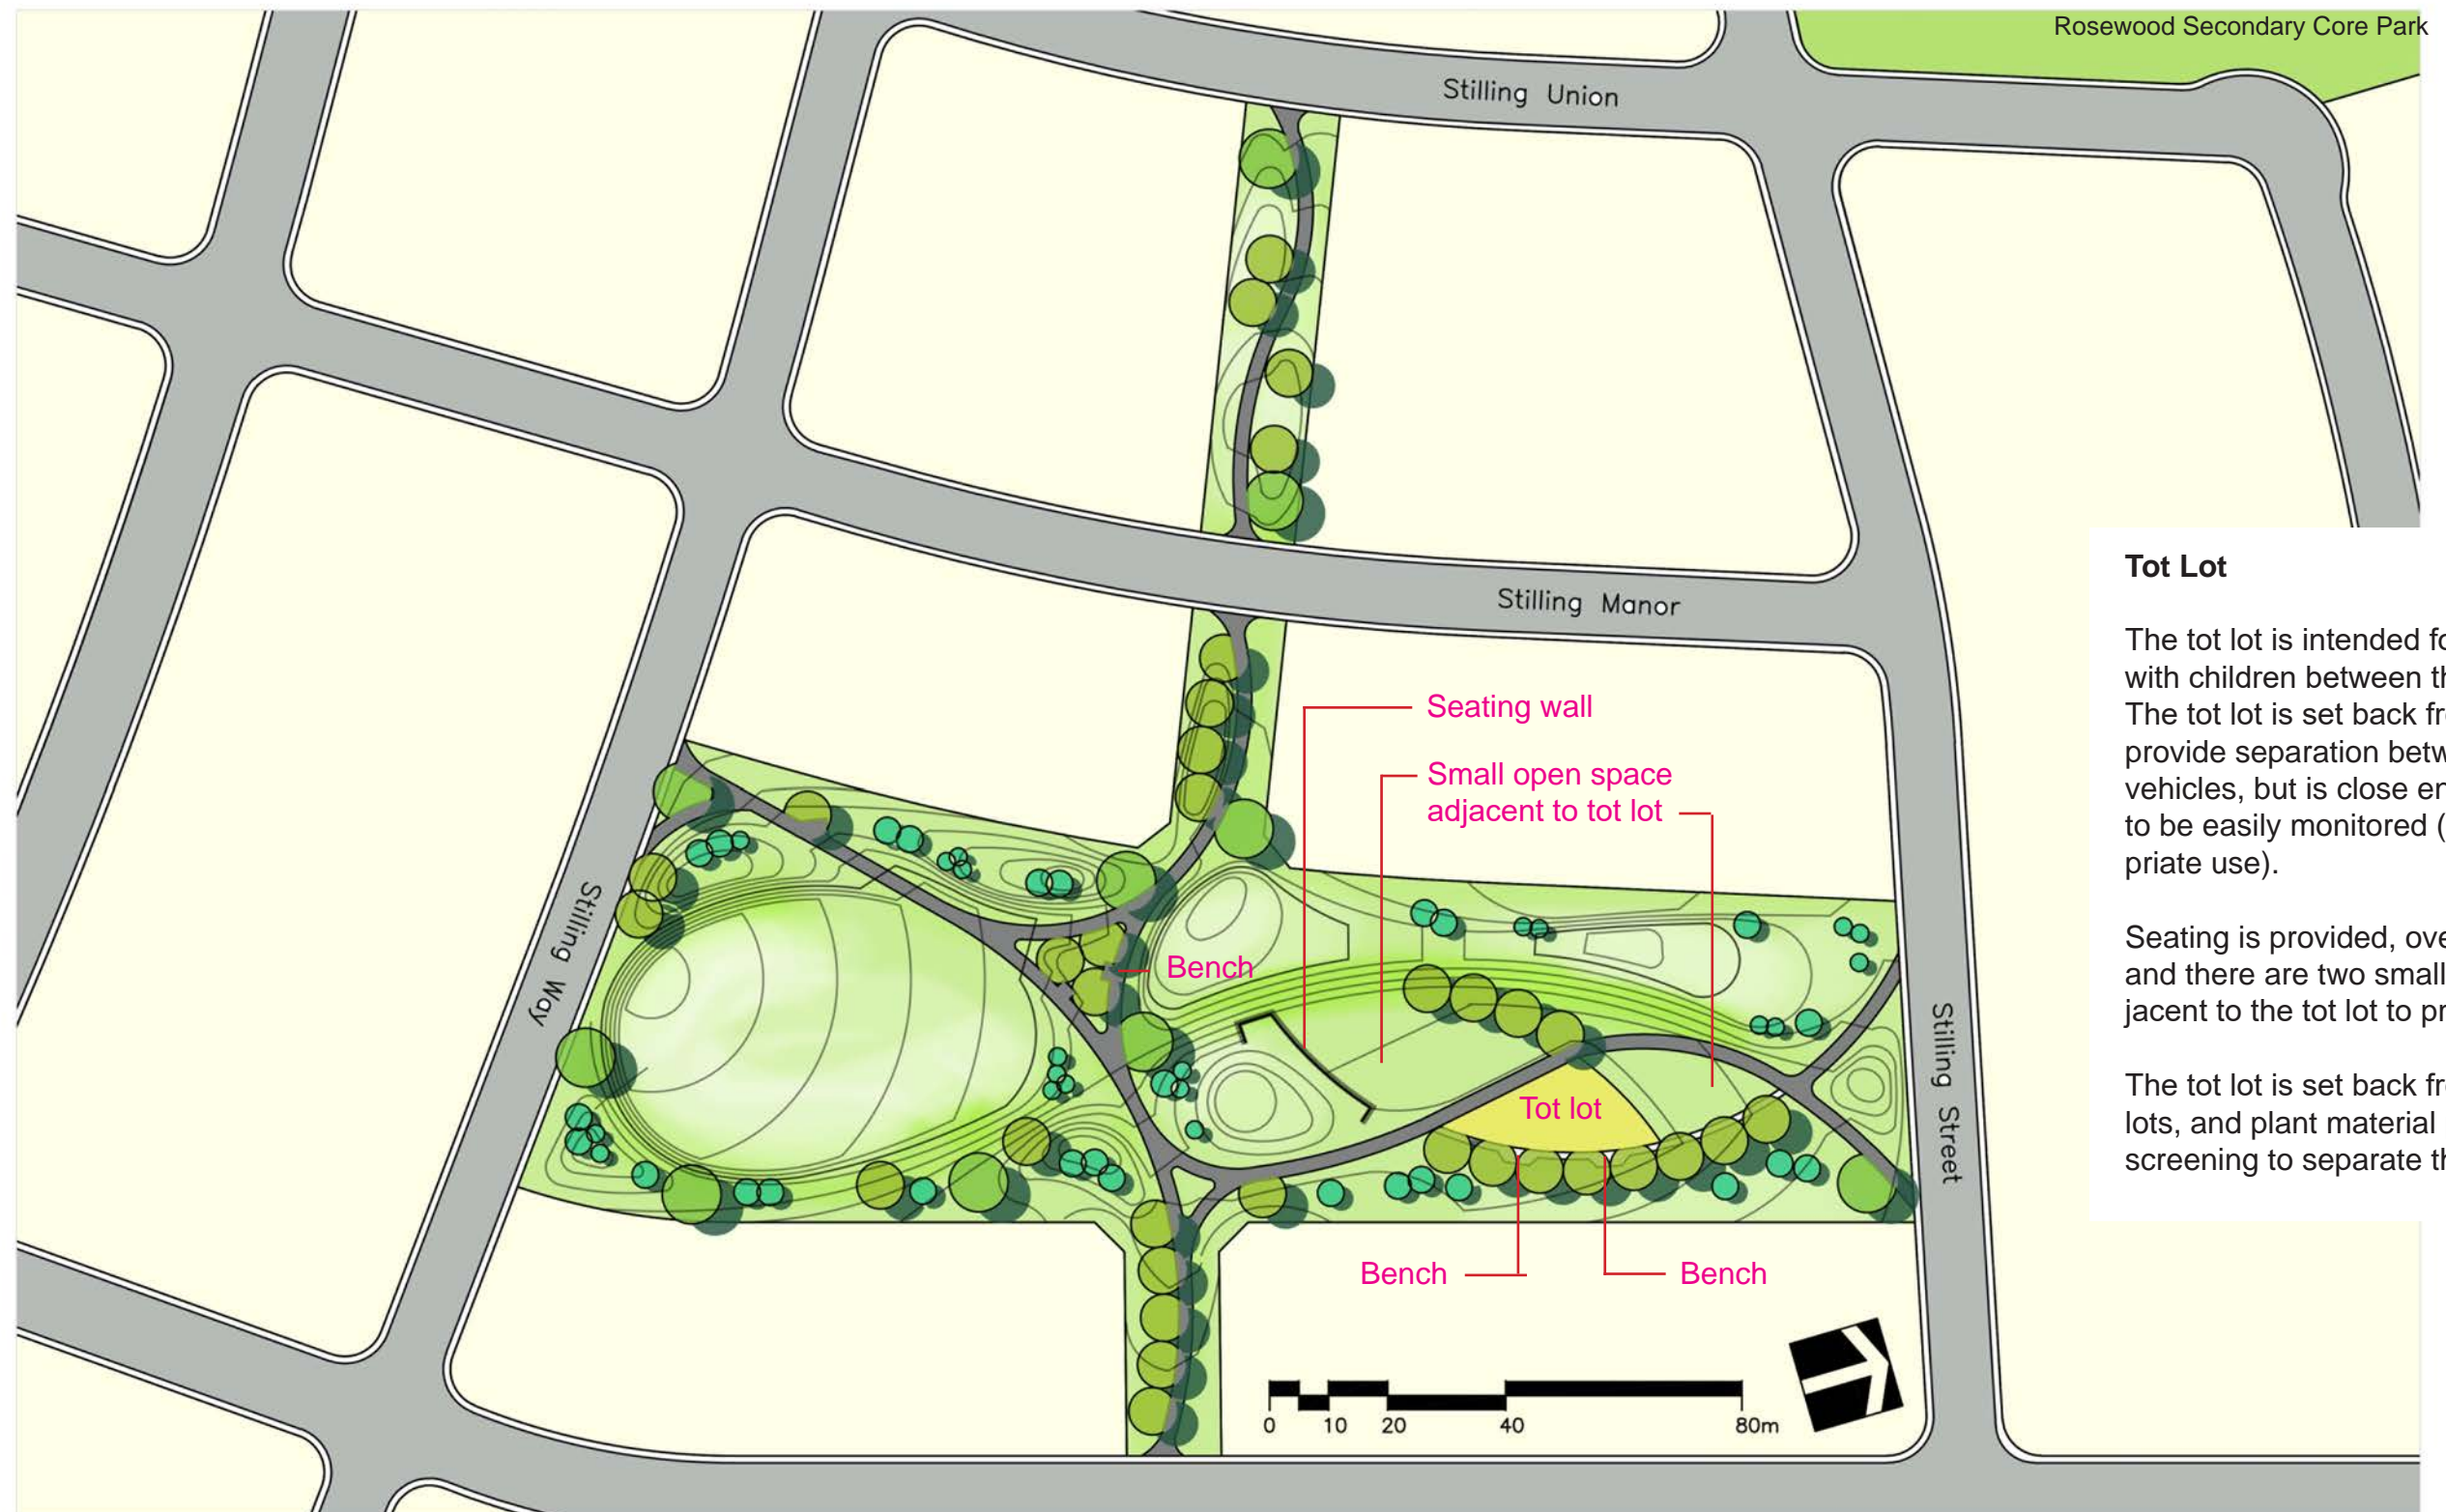 Rosewood Secondary Core Park
Stilling Union
Stilling Manor
Seating wall
Small open space
adjacent to tot lot
Bench
Tot lot
Bench
Bench
Stilling Way
Stilling Street
0 10 20 40 80m
Tot Lot
The tot lot is intended fo
with children between th
The tot lot is set back fr
provide separation betw
vehicles, but is close en
to be easily monitored (
priate use).
Seating is provided, ove
and there are two small
jacent to the tot lot to pr
The tot lot is set back fr
lots, and plant material
screening to separate th